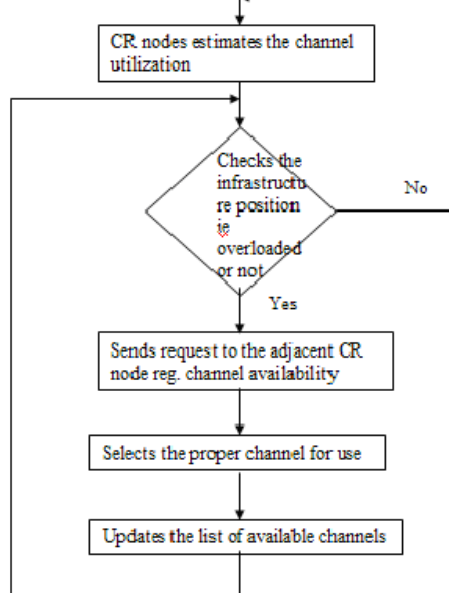 CR nodes estimates the channel
utilization
Checks the
infrastructu
re position
ie
overloaded
or not
No
Yes
Sends request to the adjacent CR
node reg. channel availability
Selects the proper channel for use
Updates the list of available channels